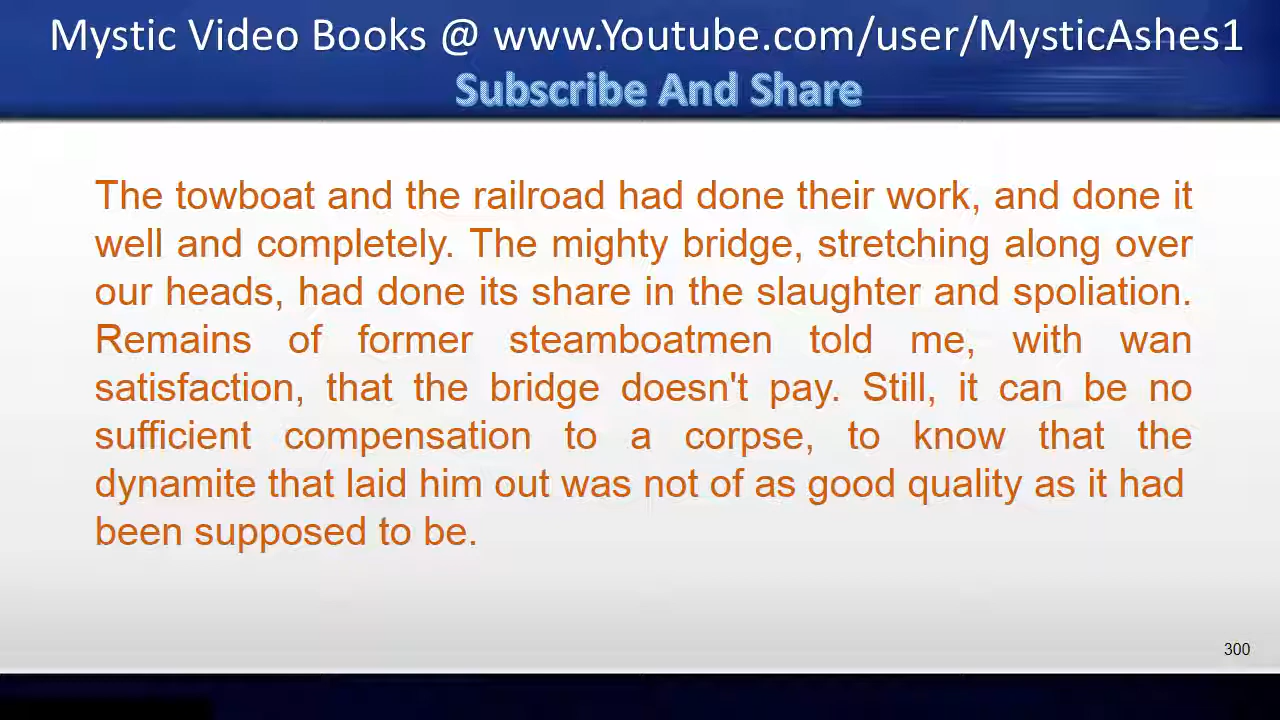 Mystic Video Books @ www.Youtube.com/user/MysticAshes1
Subscribe And Share
The towboat and the railroad had done their work, and done it
well and completely. The mighty bridge, stretching along over
our heads, had done its share in the slaughter and spoliation.
Remains of former steamboatmen told me, with wan
satisfaction, that the bridge doesn't pay. Still, it can be no
sufficient compensation to a corpse, to know that the
dynamite that laid him out was not of as good quality as it had
been supposed to be.
300